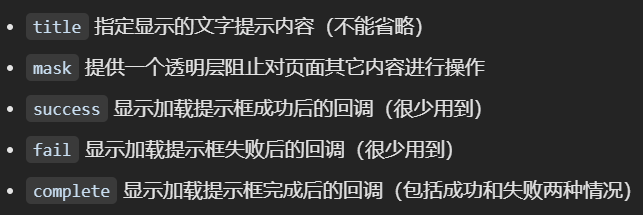 title 指定显示的文字提示内容（不能省略）
mask 提供一个透明层阻止对页面其它内容进行操作
success 显示加载提示框成功后的回调（很少用到）
fail 显示加载提示框失败后的回调（很少用到）
complete 显示加载提示框完成后的回调（包括成功和失败两种情况）